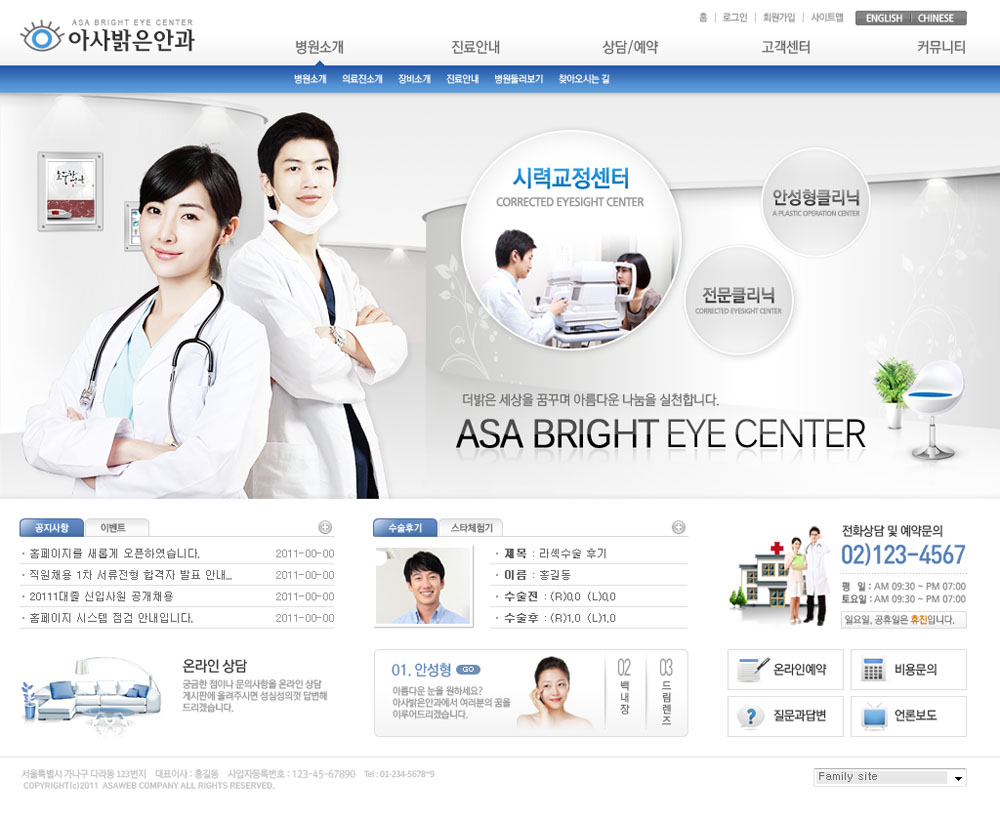 홈 | 로그인 | 회원가입 | 사이트맵 ENGLISH | CHINESE
ASA BRIGHT EYE CENTER
아사밝은안과
병원소개 진료안내 상담/예약 고객센터 커뮤니티
병원소개 의료진소개 장비소개 진료안내 병원둘러보기 찾아오시는 길
시력교정센터
CORRECTED EYESIGHT CENTER
안성형클리닉
A PLASTIC OPERATION CENTER
전문클리닉
CORRECTED EYESIGHT CENTER
더밝은 세상을 꿈꾸며 아름다운 나눔을 실천합니다.
ASA BRIGHT EYE CENTER
공지사항 이벤트
· 홈페이지를 새롭게 오픈하였습니다. 2011-00-00
· 직원채용 1차 서류전형 합격자 발표 안내... 2011-00-00
· 20111대졸 신입사원 공개채용 2011-00-00
· 홈페이지 시스템 점검 안내입니다. 2011-00-00
수술후기 스타체험기
· 제목 : 라섹수술 후기
· 이름 : 홍길동
· 수술전 : (R)0,0 (L)0,0
· 수술후 : (R)1,0 (L)1,0
전화상담 및 예약문의
02)123-4567
평 일 : AM 09:30 ~ PM 07:00
토요일 : AM 09:30 ~ PM 07:00
일요일, 공휴일은 휴진입니다.
온라인 상담
궁금한 점이나 문의사항을 온라인 상담
게시판에 올려주시면 성심성의껏 답변해
드리겠습니다.
01. 안성형 GO
아름다운 눈을 원하세요?
아사밝은안과에서 여러분의 꿈을
이루어드리겠습니다.
02 백내장
03 드림렌즈
온라인예약 비용문의
질문과답변 언론보도
서울특별시 가나구 다라동 123번지 대표이사 : 홍길동 사업자등록번호 : 123-45-67890 Tel : 01-234-5678~9
COPYRIGHT(c)2011 ASAWEB COMPANY ALL RIGHTS RESERVED.
Family site